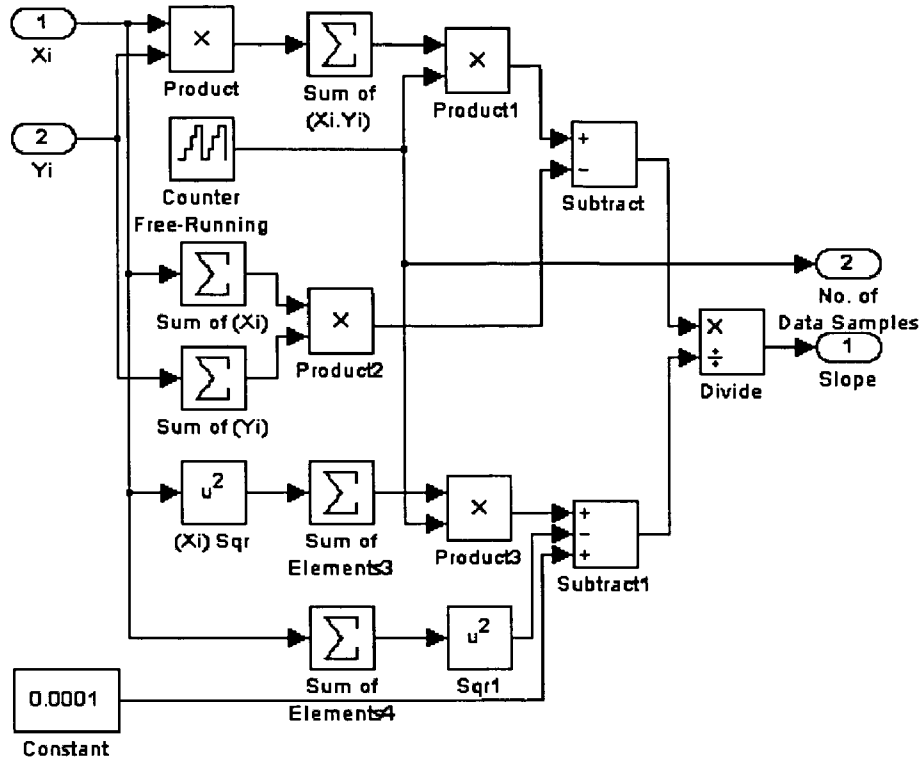 1
Xi
×
Product
Σ
Sum of
(Xi.Yi)
×
Product1
2
Yi
Counter
Free-Running
+
−
Subtract
Σ
Sum of (Xi)
×
Product2
2
No. of
Data Samples
Σ
Sum of (Yi)
×
÷
Divide
1
Slope
u²
(Xi) Sqr
Σ
Sum of
Elements3
×
Product3
+
−
+
Subtract1
Σ
Sum of
Elements4
u²
Sqr1
0.0001
Constant